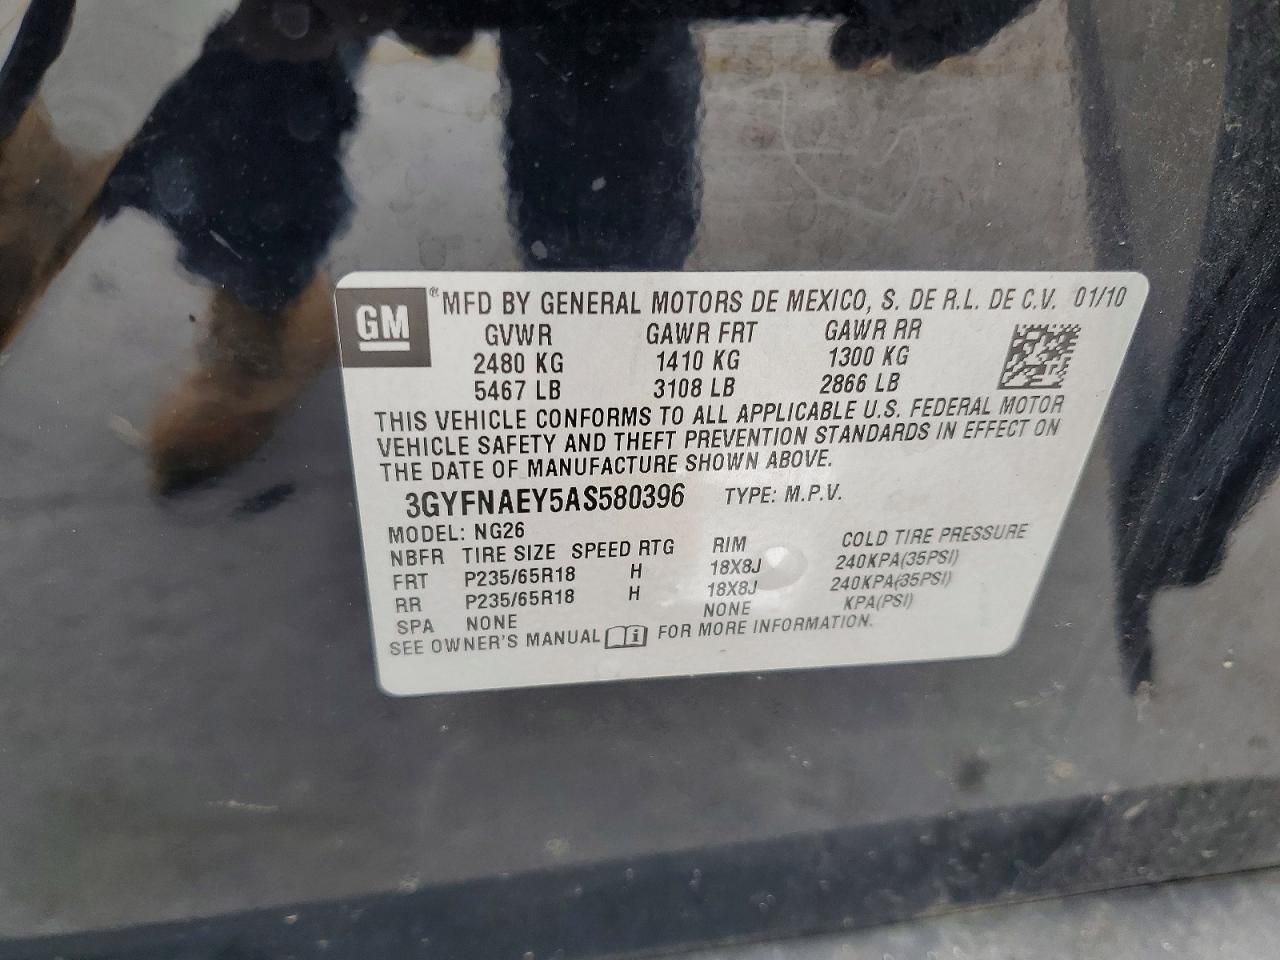 GM ® MFD BY GENERAL MOTORS DE MEXICO, S. DE R.L. DE C.V. 01/10
GVWR GAWR FRT GAWR RR
2480 KG 1410 KG 1300 KG
5467 LB 3108 LB 2866 LB
THIS VEHICLE CONFORMS TO ALL APPLICABLE U.S. FEDERAL MOTOR
VEHICLE SAFETY AND THEFT PREVENTION STANDARDS IN EFFECT ON
THE DATE OF MANUFACTURE SHOWN ABOVE.
3GYFNAEY5AS580396 TYPE: M.P.V.
MODEL: NG26
NBFR TIRE SIZE SPEED RTG RIM COLD TIRE PRESSURE
FRT P235/65R18 H 18X8J 240KPA(35PSI)
RR P235/65R18 H 18X8J 240KPA(35PSI)
SPA NONE NONE KPA(PSI)
SEE OWNER'S MANUAL i FOR MORE INFORMATION.